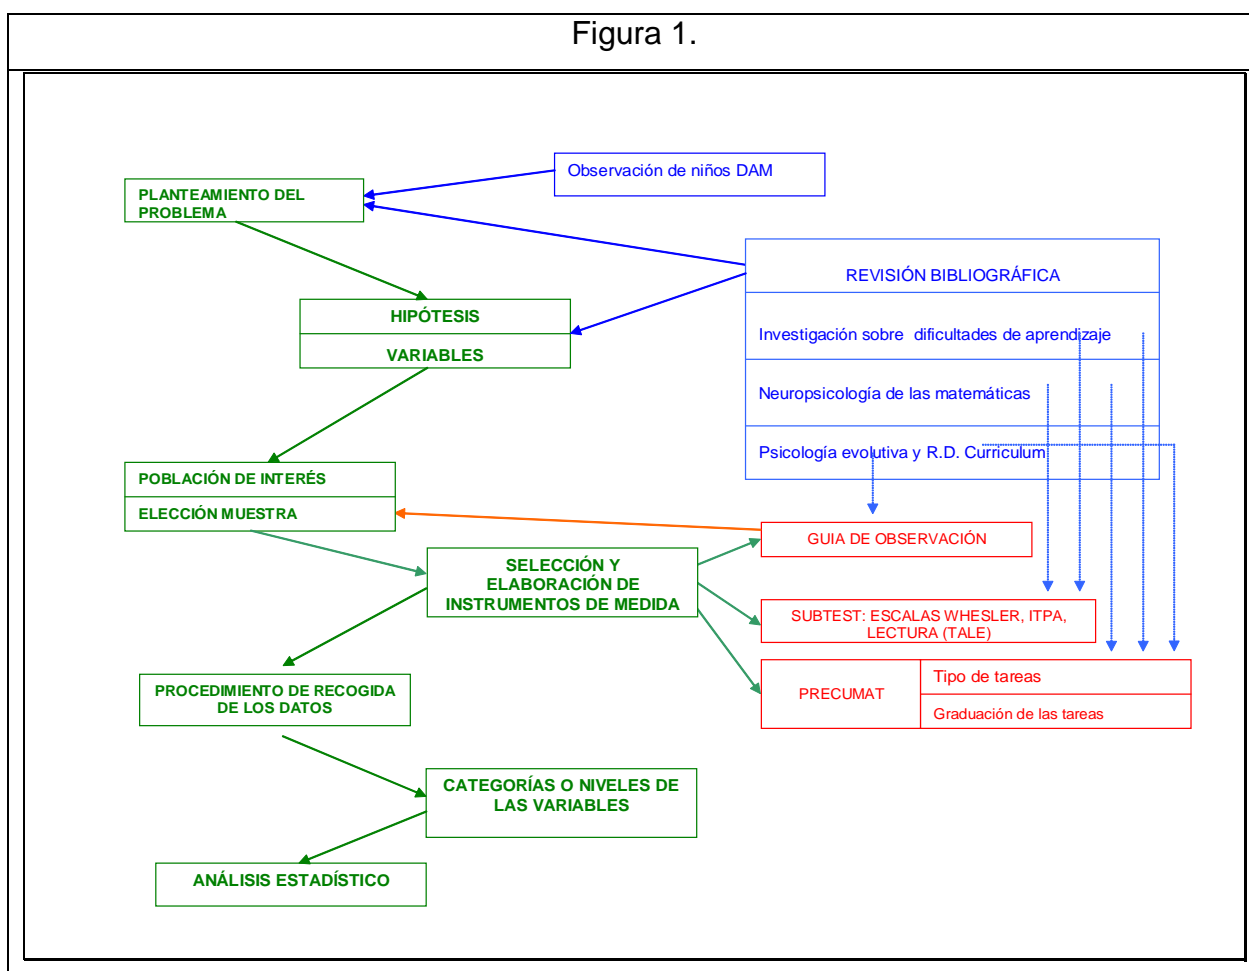 Figura 1.
Observación de niños DAM
PLANTEAMIENTO DEL
PROBLEMA
REVISIÓN BIBLIOGRÁFICA
HIPÓTESIS
Investigación sobre dificultades de aprendizaje
VARIABLES
Neuropsicología de las matemáticas
Psicología evolutiva y R.D. Curriculum
POBLACIÓN DE INTERÉS
ELECCIÓN MUESTRA
GUIA DE OBSERVACIÓN
SELECCIÓN Y
ELABORACIÓN DE
INSTRUMENTOS DE MEDIDA
SUBTEST: ESCALAS WHESLER, ITPA,
LECTURA (TALE)
PRECUMAT
Tipo de tareas
Graduación de las tareas
PROCEDIMIENTO DE RECOGIDA
DE LOS DATOS
CATEGORÍAS O NIVELES DE
LAS VARIABLES
ANÁLISIS ESTADÍSTICO